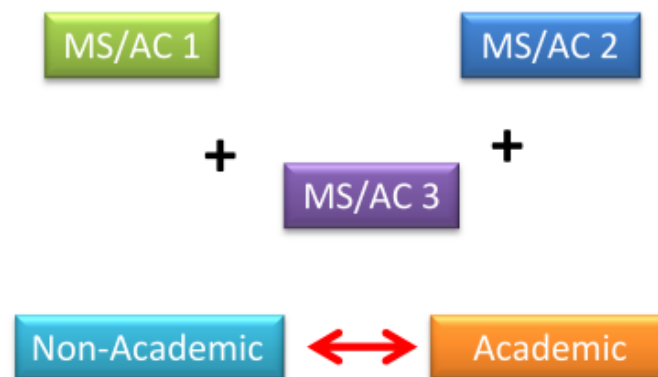 MS/AC 1
MS/AC 2
+
+
MS/AC 3
Non-Academic
Academic